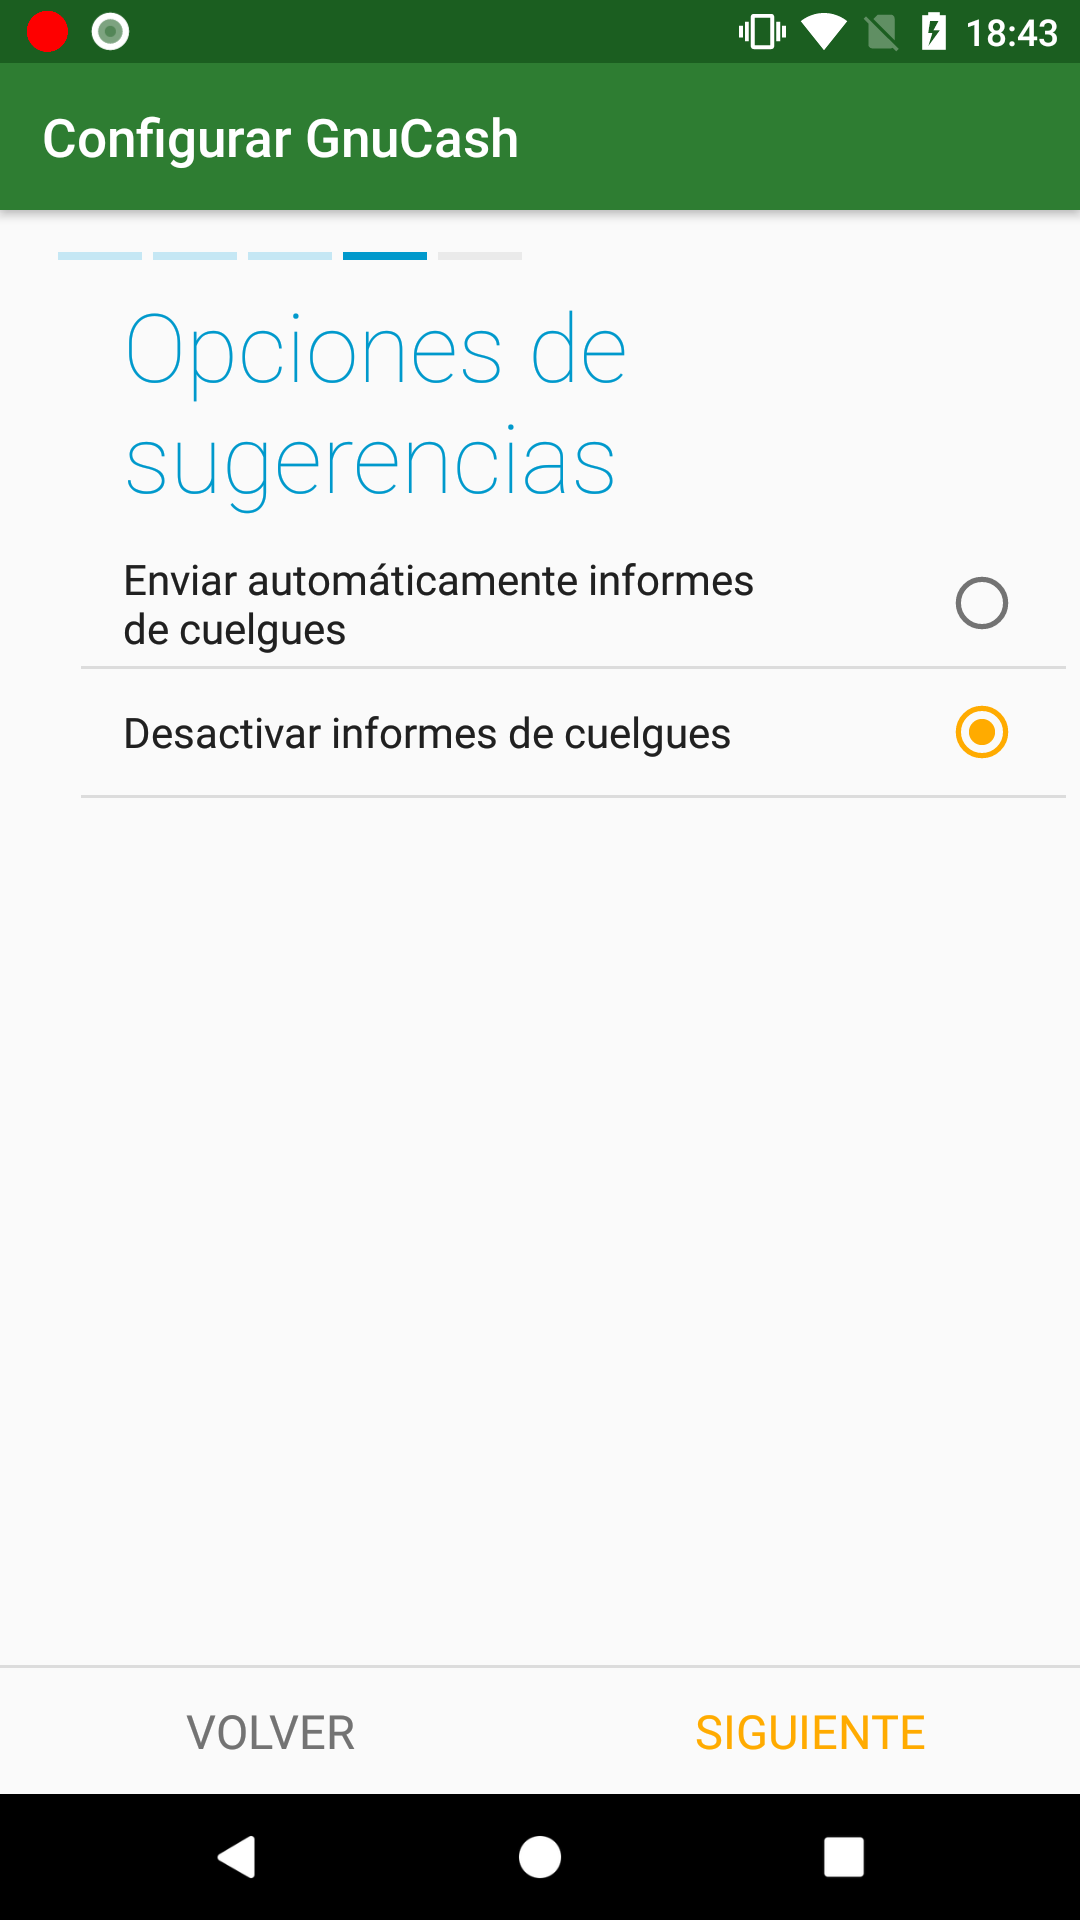 18:43
Configurar GnuCash
Opciones de
sugerencias
Enviar automáticamente informes
de cuelgues
Desactivar informes de cuelgues
VOLVER
SIGUIENTE